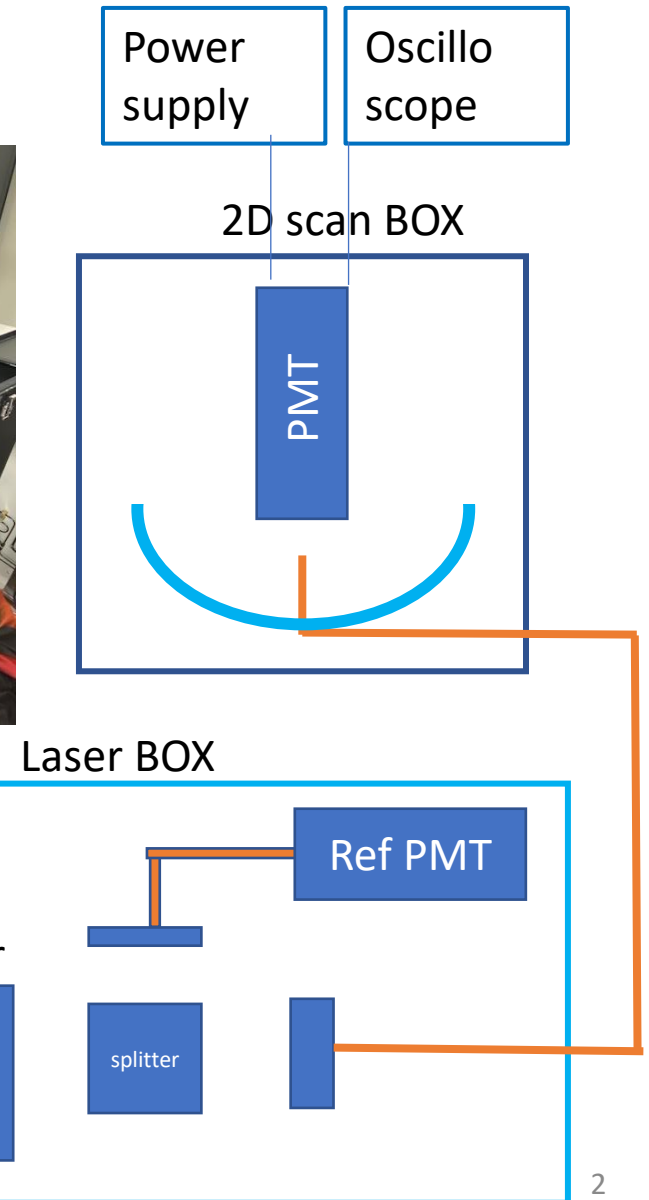 Power
supply
Oscillo
scope
2D scan BOX
PMT
Laser BOX
Ref PMT
splitter
2